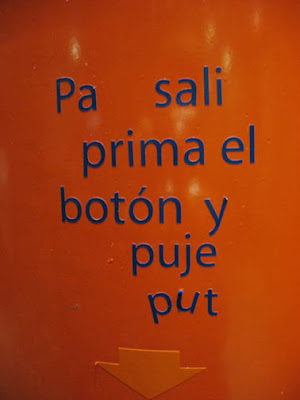 Pa sali
prima el
botón y
puje
put